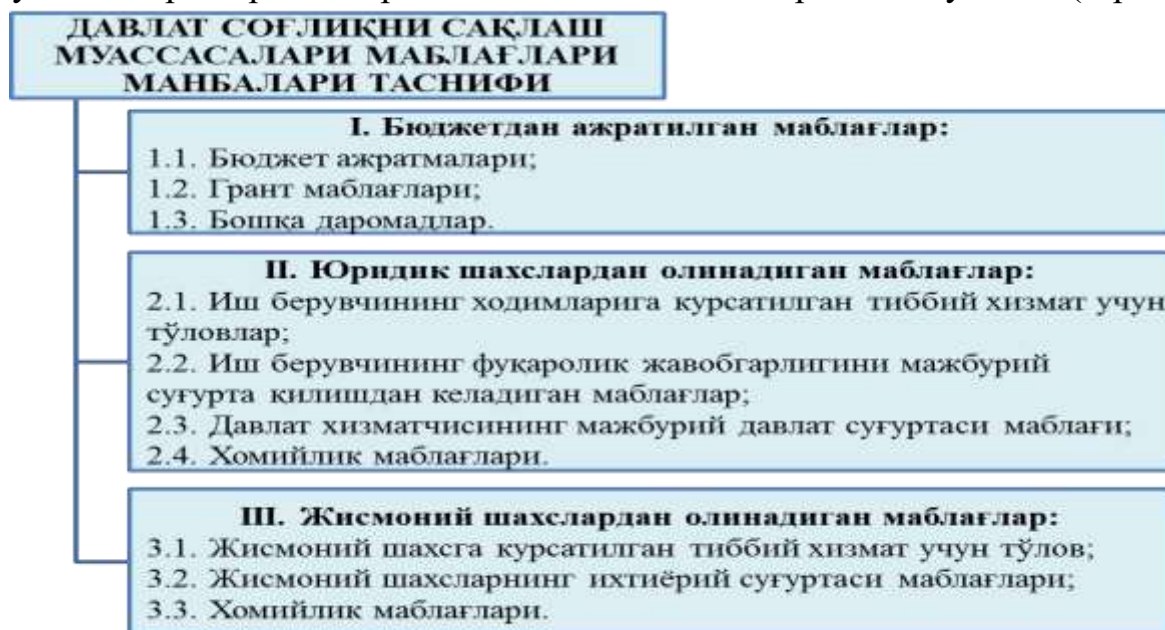 ДАВЛАТ СОҒЛИҚНИ САҚЛАШ
МУАССАСАЛАРИ МАБЛАҒЛАРИ
МАНБАЛАРИ ТАСНИФИ
I. Бюджетдан ажратилган маблағлар:
1.1. Бюджет ажратмалари;
1.2. Грант маблағлари;
1.3. Бошқа даромадлар.
II. Юридик шахслардан олинадиган маблағлар:
2.1. Иш берувчининг ходимларига курсатилган тиббий хизмат учун
тўловлар;
2.2. Иш берувчининг фуқаролик жавобгарлигини мажбурий
суғурта қилишдан келадиган маблағлар;
2.3. Давлат хизматчисининг мажбурий давлат суғуртаси маблағи;
2.4. Хомийлик маблағлари.
III. Жисмоний шахслардан олинадиган маблағлар:
3.1. Жисмоний шахсга курсатилган тиббий хизмат учун тўлов;
3.2. Жисмоний шахсларнинг ихтиёрий суғуртаси маблағлари;
3.3. Хомийлик маблағлари.